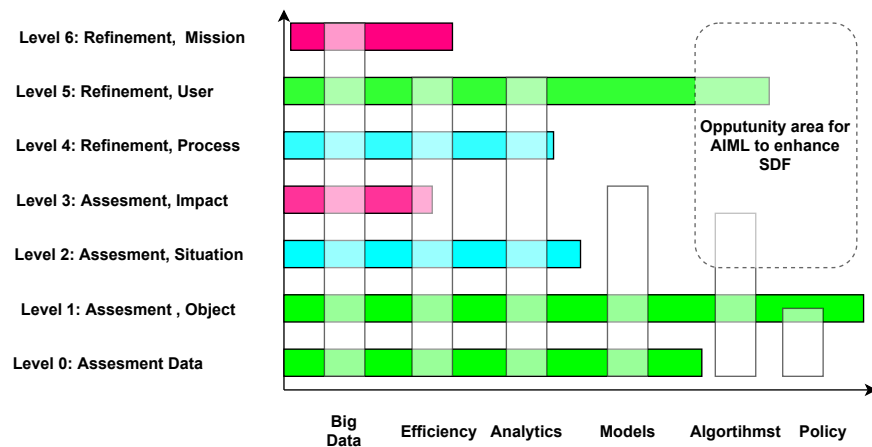 Level 6: Refinement, Mission
Level 5: Refinement, User
Level 4: Refinement, Process
Level 3: Assesment, Impact
Level 2: Assesment, Situation
Level 1: Assesment , Object
Level 0: Assesment Data
Opputunity area for
AIML to enhance
SDF
Big
Data
Efficiency
Analytics
Models
Algortihmst
Policy